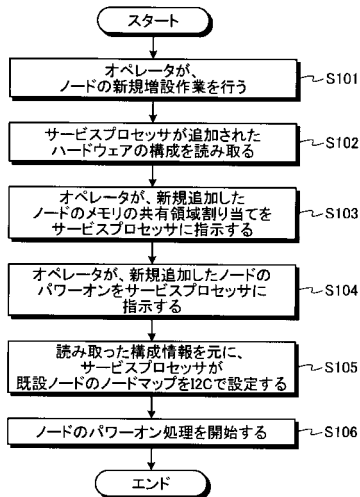 スタート
オペレータが、
ノードの新規増設作業を行う
S101
サービスプロセッサが追加された
ハードウェアの構成を読み取る
S102
オペレータが、新規追加した
ノードのメモリの共有領域割り当てを
サービスプロセッサに指示する
S103
オペレータが、新規追加したノードの
パワーオンをサービスプロセッサに
指示する
S104
読み取った構成情報を元に、
サービスプロセッサが
既設ノードのノードマップをI2Cで設定する
S105
ノードのパワーオン処理を開始する
S106
エンド